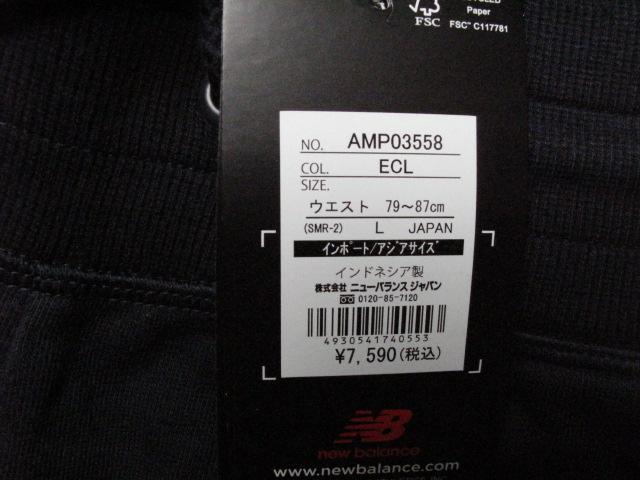 FSC
Paper
FSC™ C117781
NO. AMP03558
COL. ECL
SIZE.
ウエスト 79～87cm
(SMR-2) L JAPAN
インポート/アジアサイズ
インドネシア製
株式会社 ニューバランス ジャパン
0120-85-7120
4930541740553
¥7,590(税込)
NB
new balance
www.newbalance.com